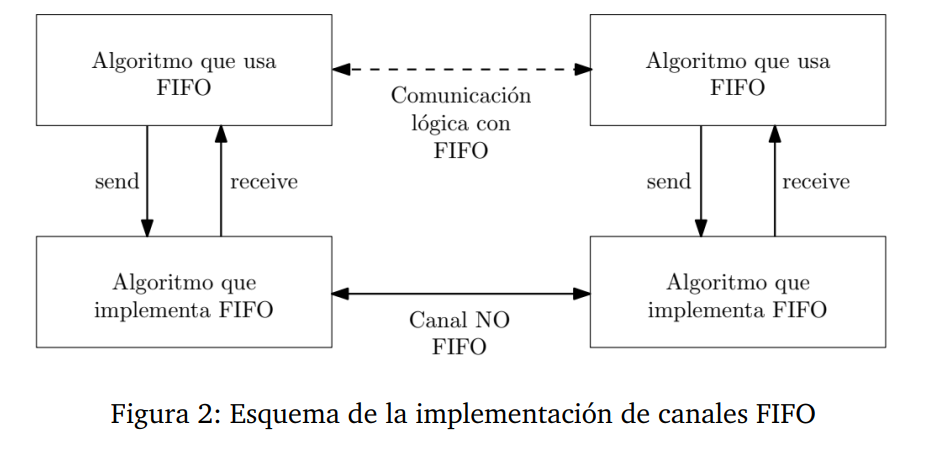 Algoritmo que usa
FIFO
Comunicación
lógica con
FIFO
Algoritmo que usa
FIFO
send
receive
send
receive
Algoritmo que
implementa FIFO
Canal NO
FIFO
Algoritmo que
implementa FIFO
Figura 2: Esquema de la implementación de canales FIFO